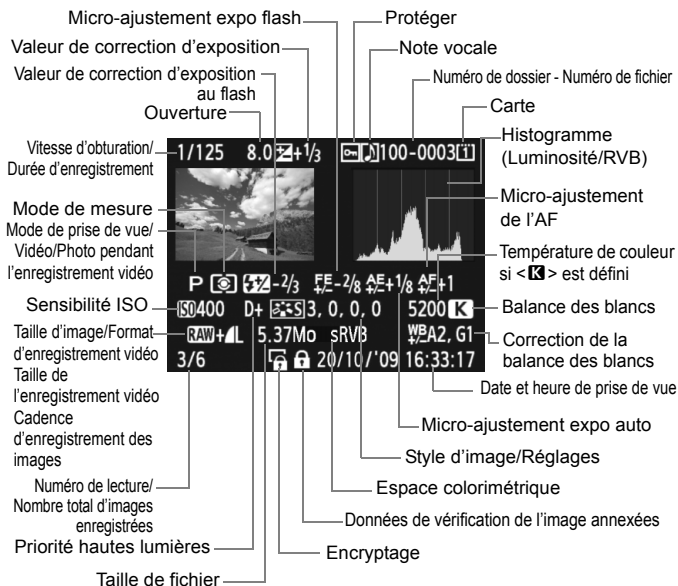 Micro-ajustement expo flash
Protéger
Valeur de correction d'exposition
Note vocale
Valeur de correction d'exposition
au flash
Numéro de dossier - Numéro de fichier
Ouverture
Carte
Vitesse d'obturation/
Durée d'enregistrement
Histogramme
(Luminosité/RVB)
1/125 8.0 +1/3 100-0003 1
Mode de mesure
Micro-ajustement
de l'AF
Mode de prise de vue/
Vidéo/Photo pendant
l'enregistrement vidéo
Température de couleur
si <K> est défini
P -2/3 FE-2/8 AE+1/8 AF+1
Sensibilité ISO
ISO400 D+ S 3, 0, 0, 0 5200 K
Balance des blancs
Taille d'image/Format
d'enregistrement vidéo
RAW+L 5.37Mo sRVB WB A2, G1
Correction de la
balance des blancs
Taille de
l'enregistrement vidéo
3/6 20/10/'09 16:33:17
Date et heure de prise de vue
Cadence
d'enregistrement des
images
Micro-ajustement expo auto
Style d'image/Réglages
Numéro de lecture/
Nombre total d'images
enregistrées
Espace colorimétrique
Données de vérification de l'image annexées
Priorité hautes lumières
Encryptage
Taille de fichier